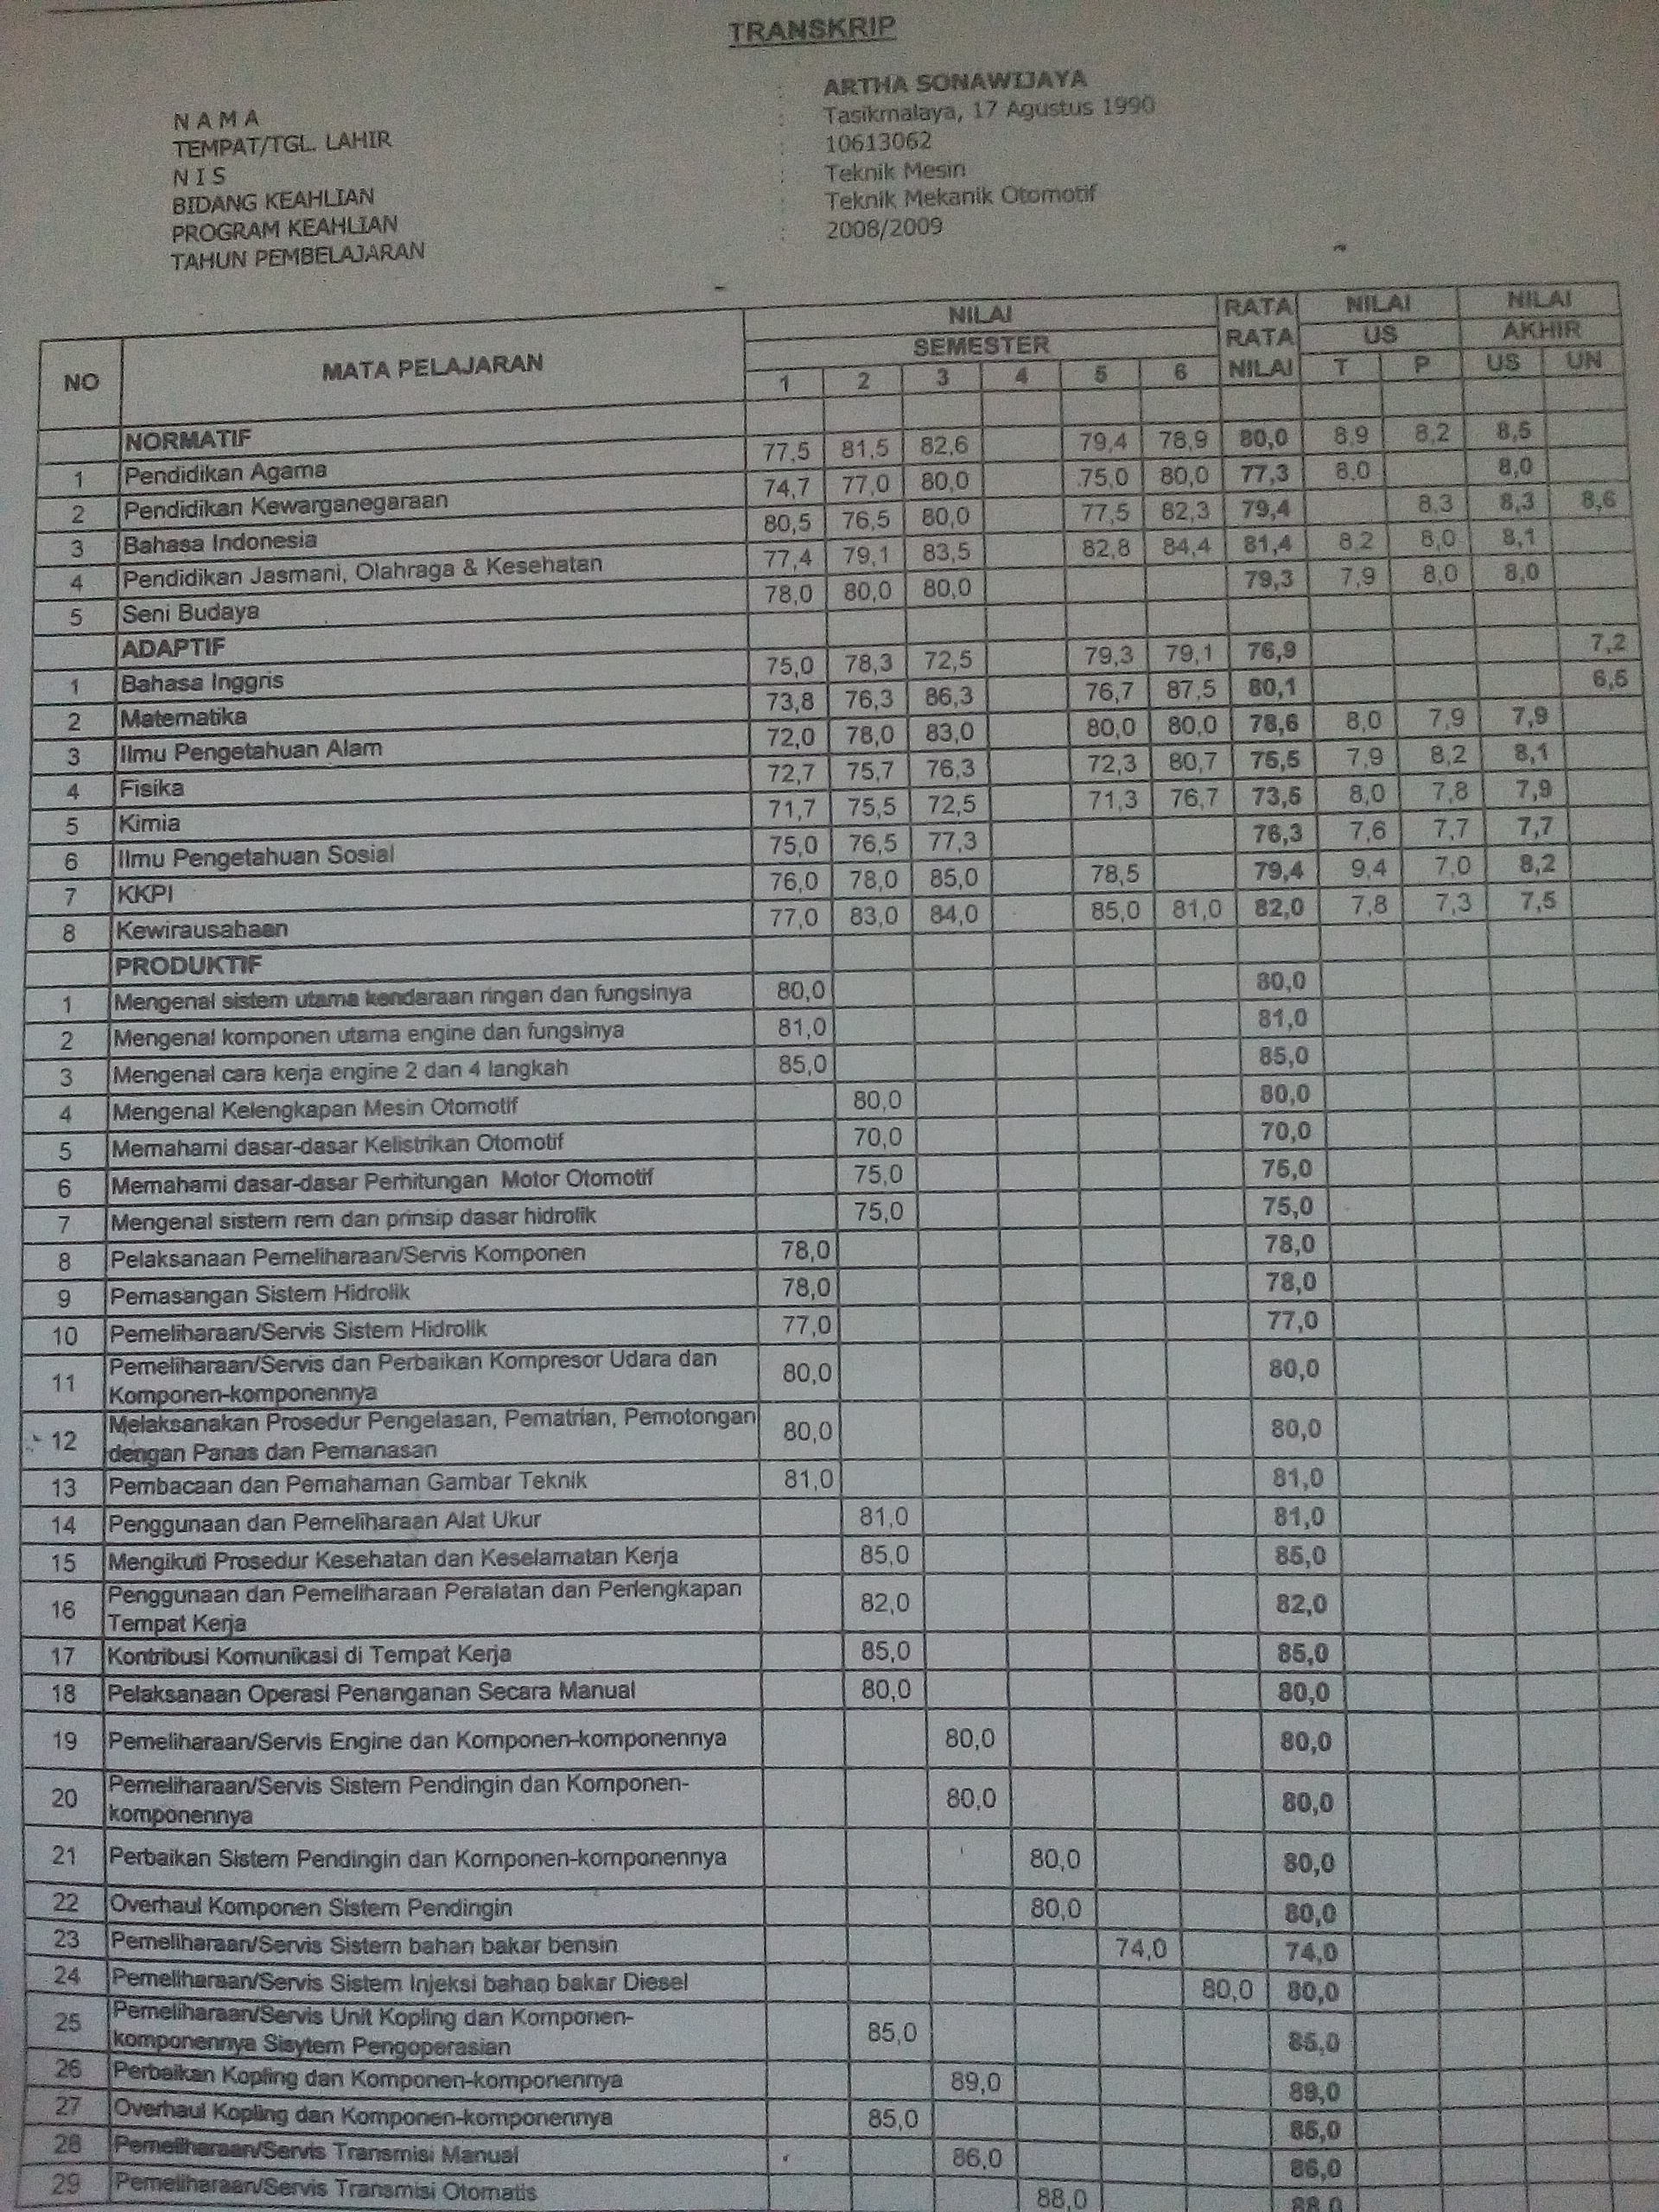 TRANSKRIP
N A M A : ARTHA SONAWIJAYA
TEMPAT/TGL. LAHIR : Tasikmalaya, 17 Agustus 1990
N I S : 10613062
BIDANG KEAHLIAN : Teknik Mesin
PROGRAM KEAHLIAN : Teknik Mekanik Otomotif
TAHUN PEMBELAJARAN : 2008/2009
NO MATA PELAJARAN NILAI RATA RATA NILAI NILAI US NILAI AKHIR
SEMESTER
1 2 3 4 5 6 T P US UN
NORMATIF
1 Pendidikan Agama 77,5 81,5 82,6 79,4 78,9 80,0 8,9 8,2 8,5
2 Pendidikan Kewarganegaraan 74,7 77,0 80,0 75,0 80,0 77,3 8,0 8,0
3 Bahasa Indonesia 80,5 76,5 80,0 77,5 82,3 79,4 8,3 8,3 8,6
4 Pendidikan Jasmani, Olahraga & Kesehatan 77,4 79,1 83,5 82,8 84,4 81,4 8,2 8,0 8,1
5 Seni Budaya 78,0 80,0 80,0 79,3 7,9 8,0 8,0
ADAPTIF
1 Bahasa Inggris 75,0 78,3 72,5 79,3 79,1 76,9 7,2
2 Matematika 73,8 76,3 86,3 76,7 87,5 80,1 6,5
3 Ilmu Pengetahuan Alam 72,0 78,0 83,0 80,0 80,0 78,6 8,0 7,9 7,9
4 Fisika 72,7 75,7 76,3 72,3 80,7 75,5 7,9 8,2 8,1
5 Kimia 71,7 75,5 72,5 71,3 76,7 73,5 8,0 7,8 7,9
6 Ilmu Pengetahuan Sosial 75,0 76,5 77,3 76,3 7,6 7,7 7,7
7 KKPI 76,0 78,0 85,0 78,5 79,4 9,4 7,0 8,2
8 Kewirausahaan 77,0 83,0 84,0 85,0 81,0 82,0 7,8 7,3 7,5
PRODUKTIF
1 Mengenal sistem utama kendaraan ringan dan fungsinya 80,0 80,0
2 Mengenal komponen utama engine dan fungsinya 81,0 81,0
3 Mengenal cara kerja engine 2 dan 4 langkah 85,0 85,0
4 Mengenal Kelengkapan Mesin Otomotif 80,0 80,0
5 Memahami dasar-dasar Kelistrikan Otomotif 70,0 70,0
6 Memahami dasar-dasar Perhitungan Motor Otomotif 75,0 75,0
7 Mengenal sistem rem dan prinsip dasar hidrolik 75,0 75,0
8 Pelaksanaan Pemeliharaan/Servis Komponen 78,0 78,0
9 Pemasangan Sistem Hidrolik 78,0 78,0
10 Pemeliharaan/Servis Sistem Hidrolik 77,0 77,0
11 Pemeliharaan/Servis dan Perbaikan Kompresor Udara dan
Komponen-komponennya 80,0 80,0
12 Melaksanakan Prosedur Pengelasan, Pematrian, Pemotongan
dengan Panas dan Pemanasan 80,0 80,0
13 Pembacaan dan Pemahaman Gambar Teknik 81,0 81,0
14 Penggunaan dan Pemeliharaan Alat Ukur 81,0 81,0
15 Mengikuti Prosedur Kesehatan dan Keselamatan Kerja 85,0 85,0
16 Penggunaan dan Pemeliharaan Peralatan dan Perlengkapan
Tempat Kerja 82,0 82,0
17 Kontribusi Komunikasi di Tempat Kerja 85,0 85,0
18 Pelaksanaan Operasi Penanganan Secara Manual 80,0 80,0
19 Pemeliharaan/Servis Engine dan Komponen-komponennya 80,0 80,0
20 Pemeliharaan/Servis Sistem Pendingin dan Komponen-
komponennya 80,0 80,0
21 Perbaikan Sistem Pendingin dan Komponen-komponennya 80,0 80,0
22 Overhaul Komponen Sistem Pendingin 80,0 80,0
23 Pemeliharaan/Servis Sistem bahan bakar bensin 74,0 74,0
24 Pemeliharaan/Servis Sistem Injeksi bahan bakar Diesel 80,0 80,0
25 Pemeliharaan/Servis Unit Kopling dan Komponen-
komponennya Sisytem Pengoperasian 85,0 85,0
26 Perbaikan Kopling dan Komponen-komponennya 89,0 89,0
27 Overhaul Kopling dan Komponen-komponennya 85,0 85,0
28 Pemeliharaan/Servis Transmisi Manual 86,0 86,0
29 Pemeliharaan/Servis Transmisi Otomatis 88,0 88,0